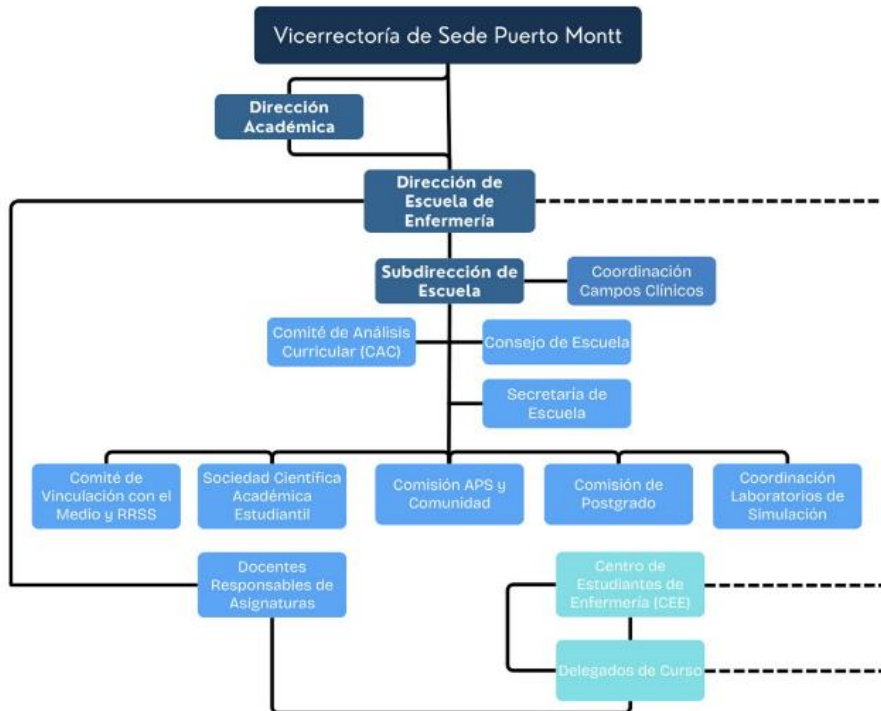 Vicerrectoría de Sede Puerto Montt
Dirección
Académica
Dirección de
Escuela de
Enfermería
Subdirección de
Escuela
Coordinación
Campos Clínicos
Comité de Análisis
Curricular (CAC)
Consejo de Escuela
Secretaría de
Escuela
Comité de
Vinculación con el
Medio y RRSS
Sociedad Científica
Académica
Estudiantil
Comisión APS y
Comunidad
Comisión de
Postgrado
Coordinación
Laboratorios de
Simulación
Docentes
Responsables de
Asignaturas
Centro de
Estudiantes de
Enfermería (CEE)
Delegados de Curso